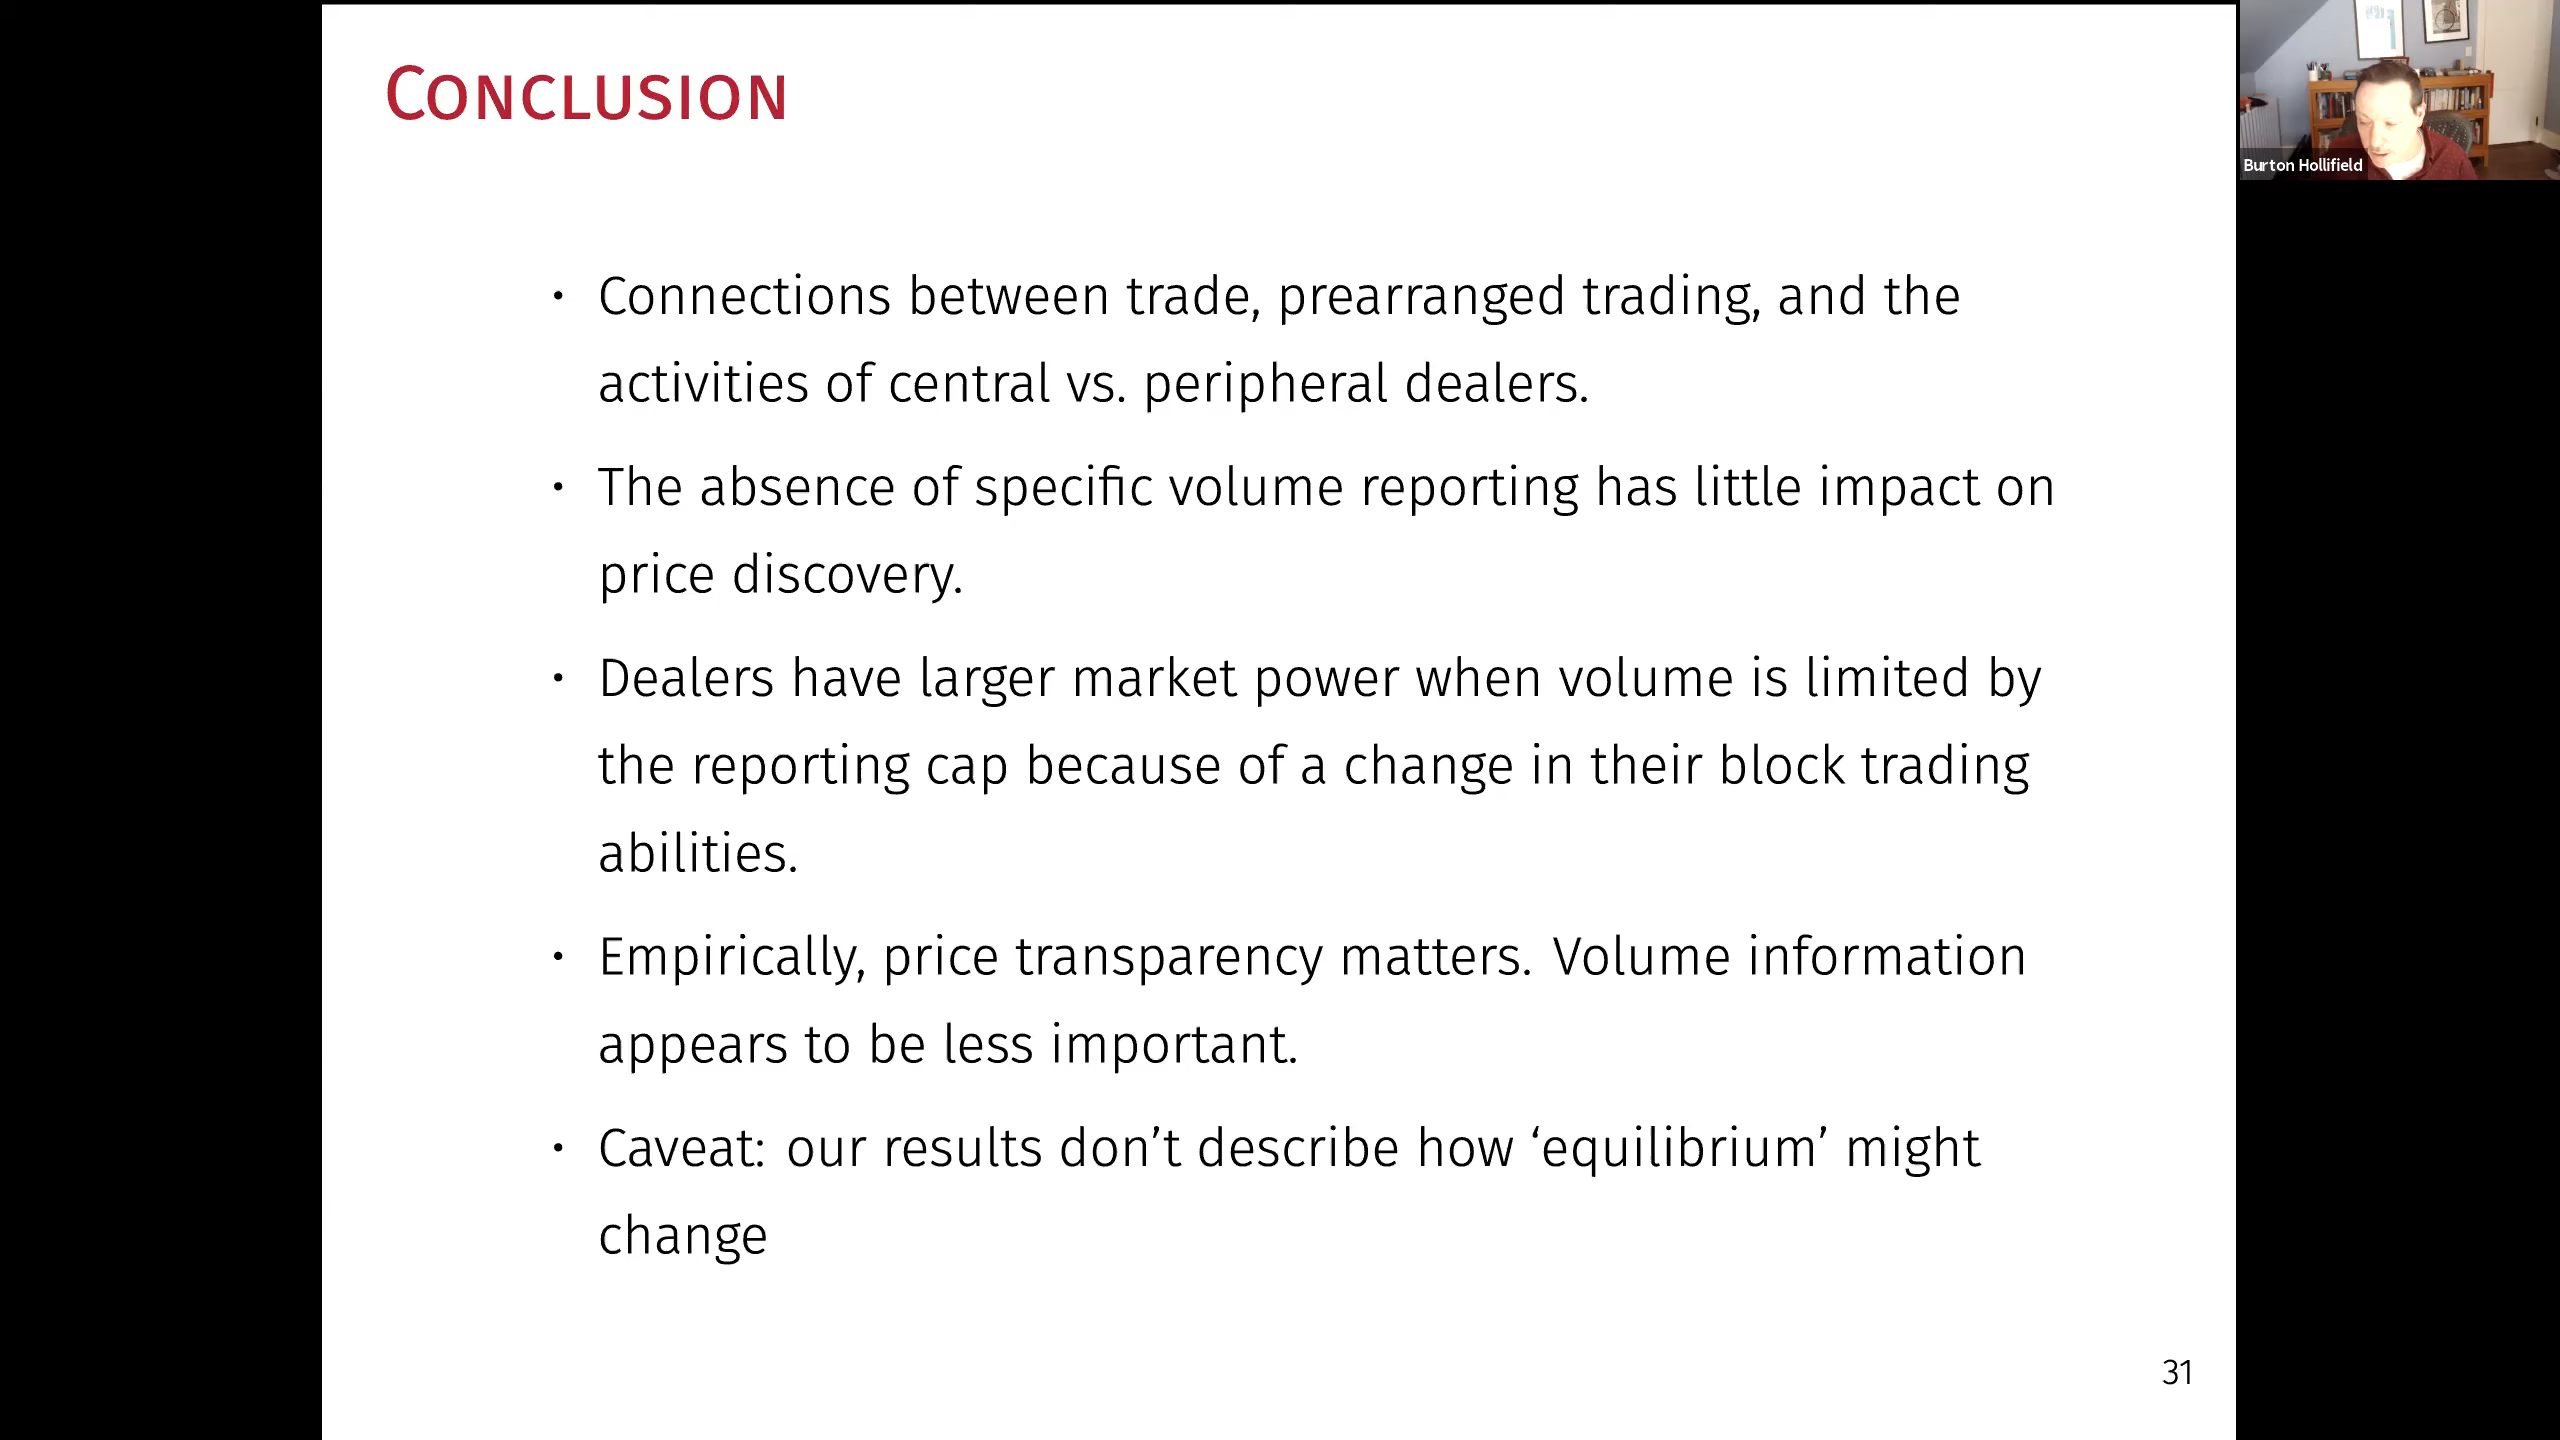 Conclusion
• Connections between trade, prearranged trading, and the
activities of central vs. peripheral dealers.
• The absence of specific volume reporting has little impact on
price discovery.
• Dealers have larger market power when volume is limited by
the reporting cap because of a change in their block trading
abilities.
• Empirically, price transparency matters. Volume information
appears to be less important.
• Caveat: our results don’t describe how ‘equilibrium’ might
change
31
Burton Hollifield